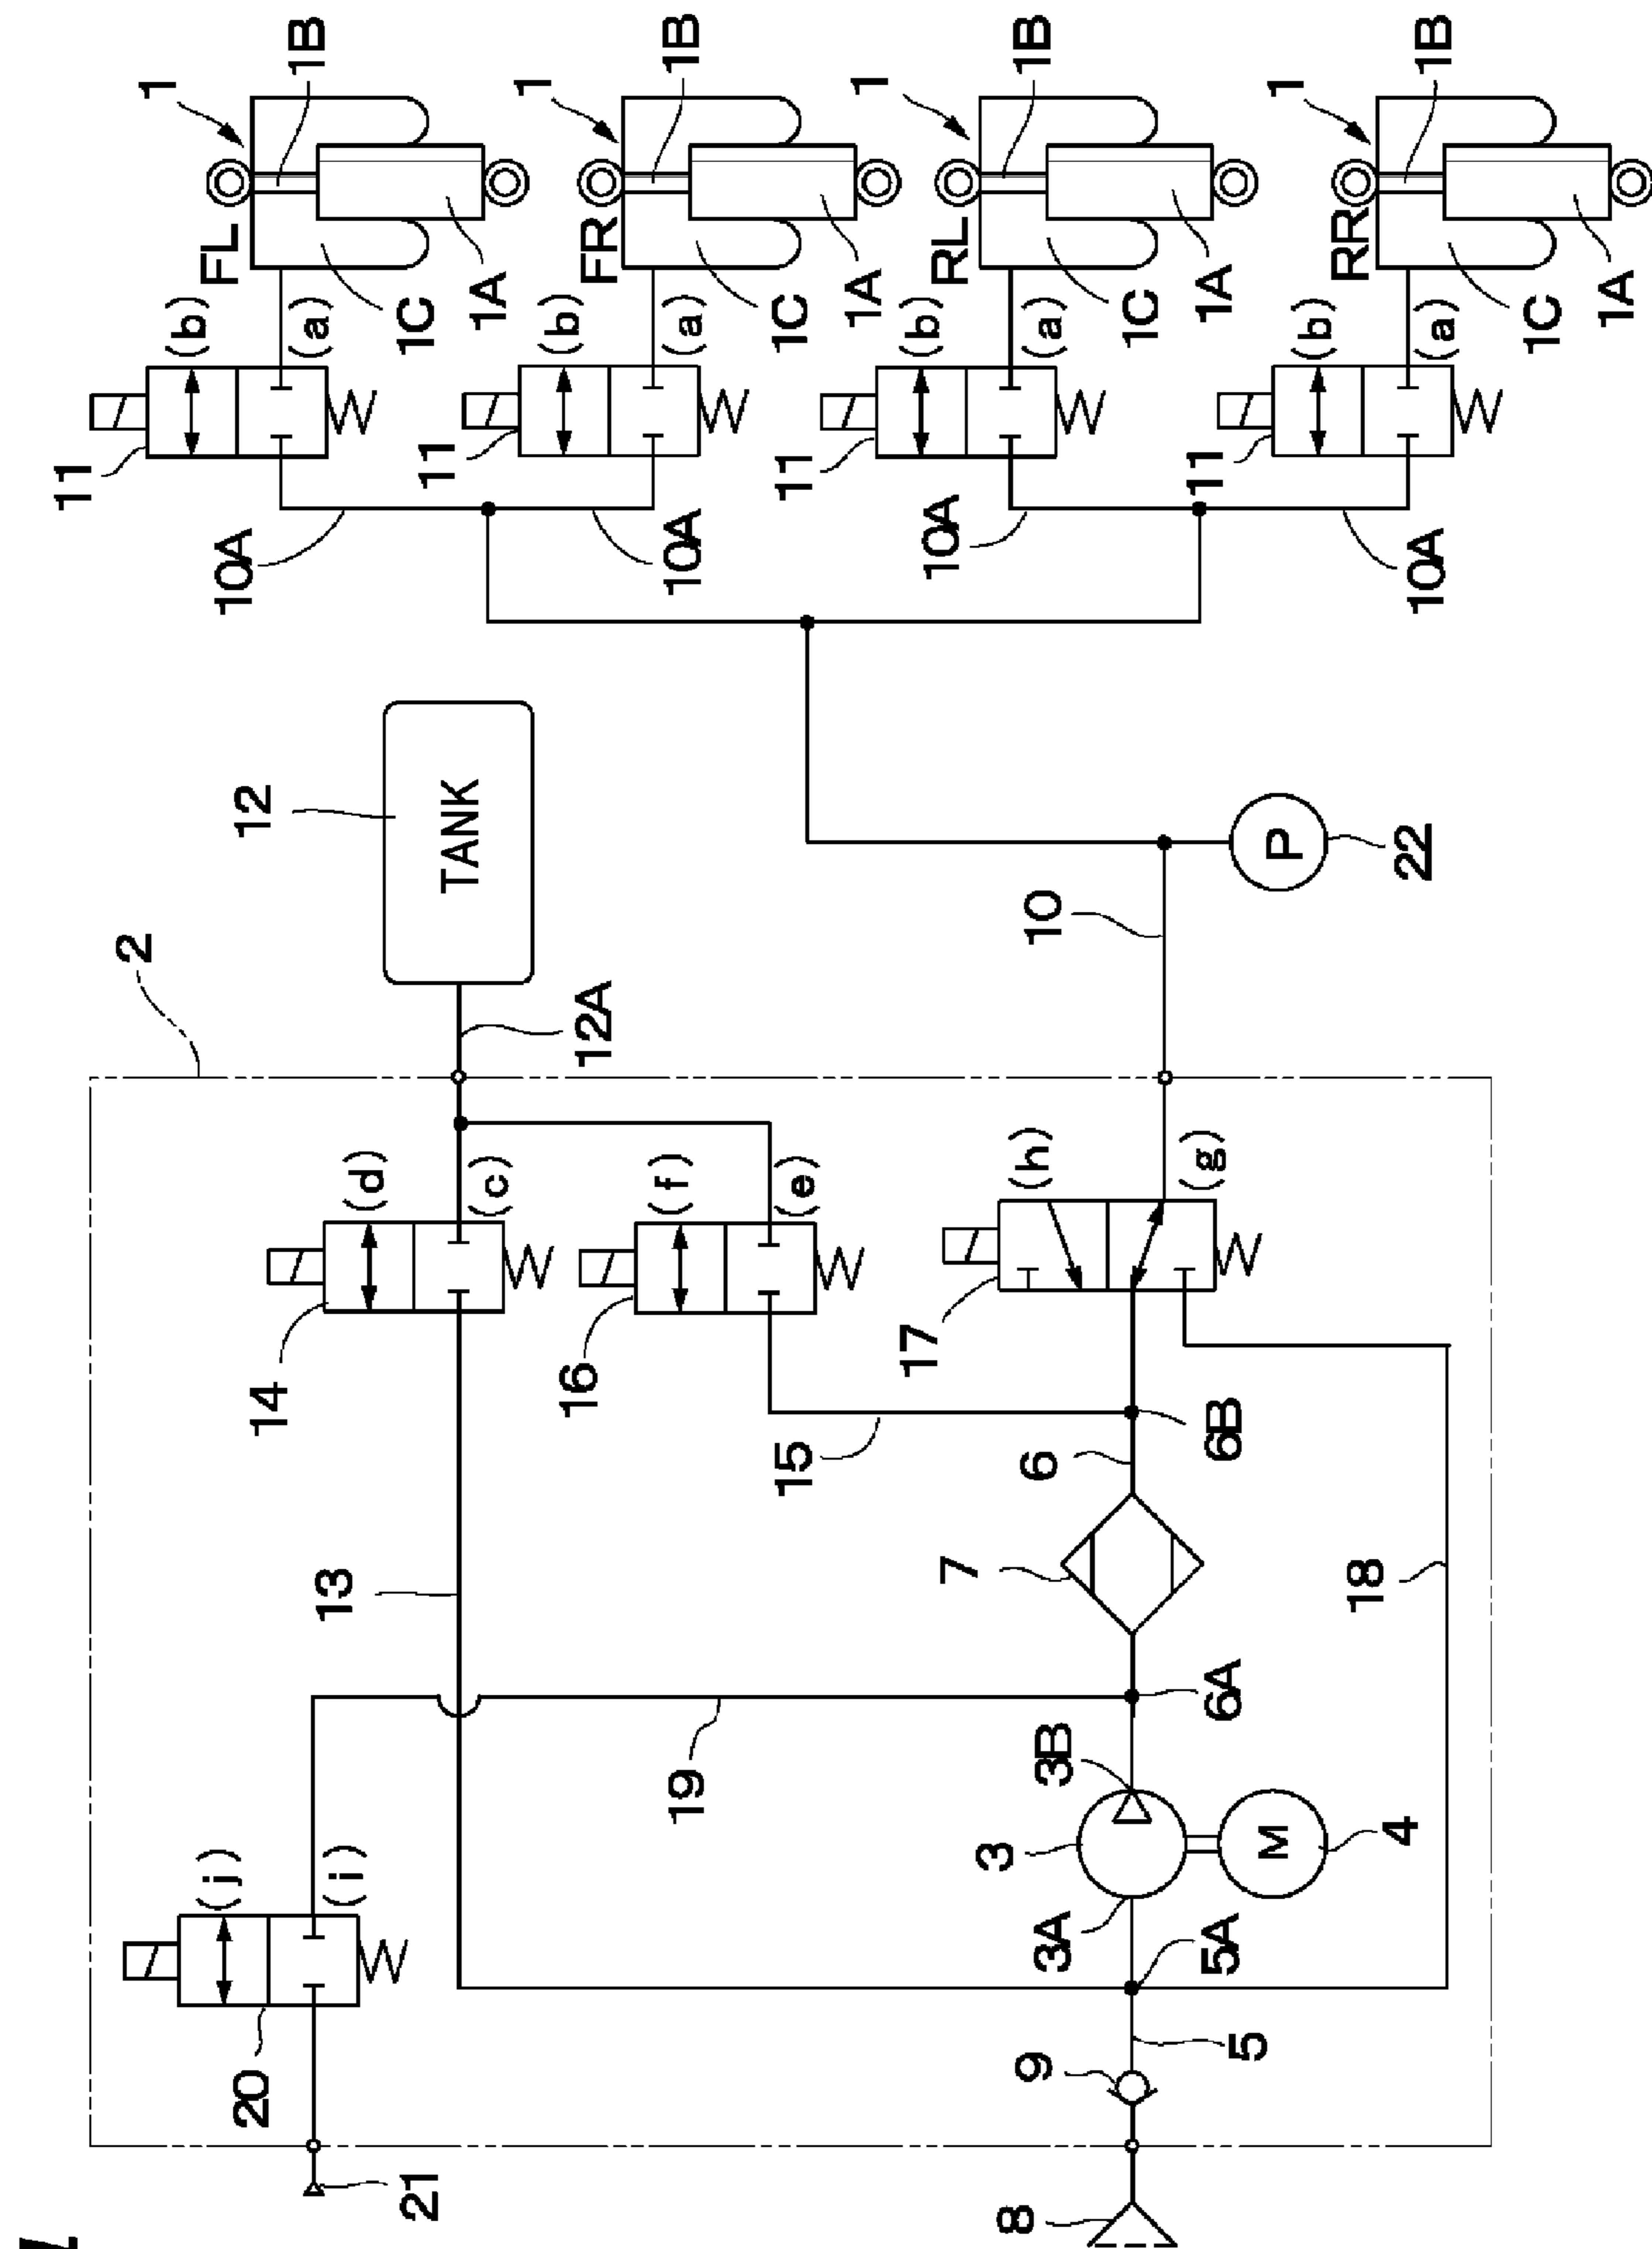 1
1B
FL
1C
1A
(b)
(a)
11
10A
1
1B
FR
1C
1A
(b)
(a)
11
10A
1
1B
RL
1C
1A
(b)
(a)
11
10A
1
1B
RR
1C
1A
(b)
(a)
11
10A
12
TANK
12A
2
10
P
22
(d)
(c)
14
(f)
(e)
16
(h)
(g)
17
13
15
6
6B
7
18
19
6A
3B
3
3A
M
4
5A
5
9
8
(j)
(i)
20
21